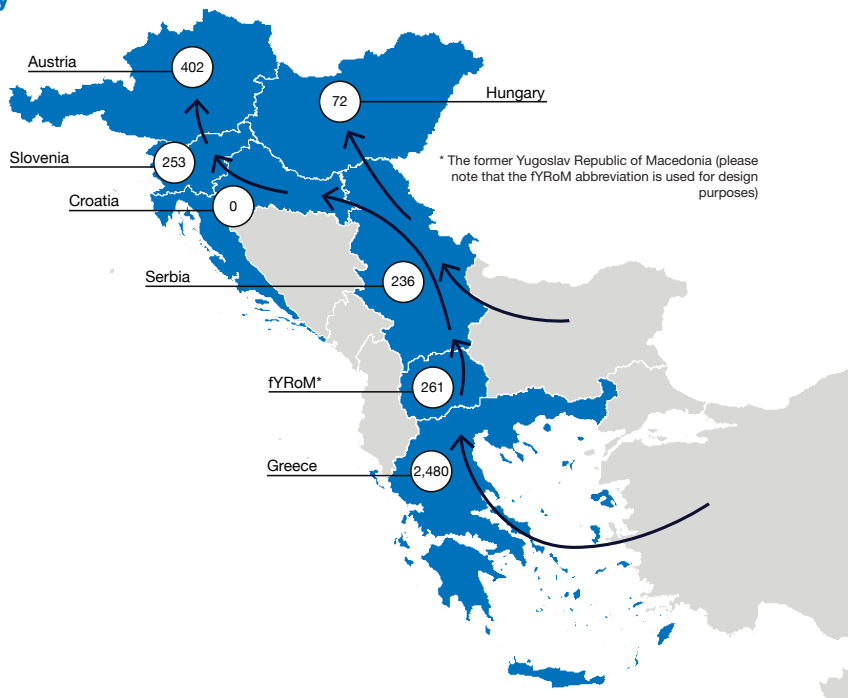 Austria
402
72
Hungary
Slovenia
253
* The former Yugoslav Republic of Macedonia (please
note that the fYRoM abbreviation is used for design
purposes)
Croatia
0
Serbia
236
fYRoM*
261
Greece
2,480